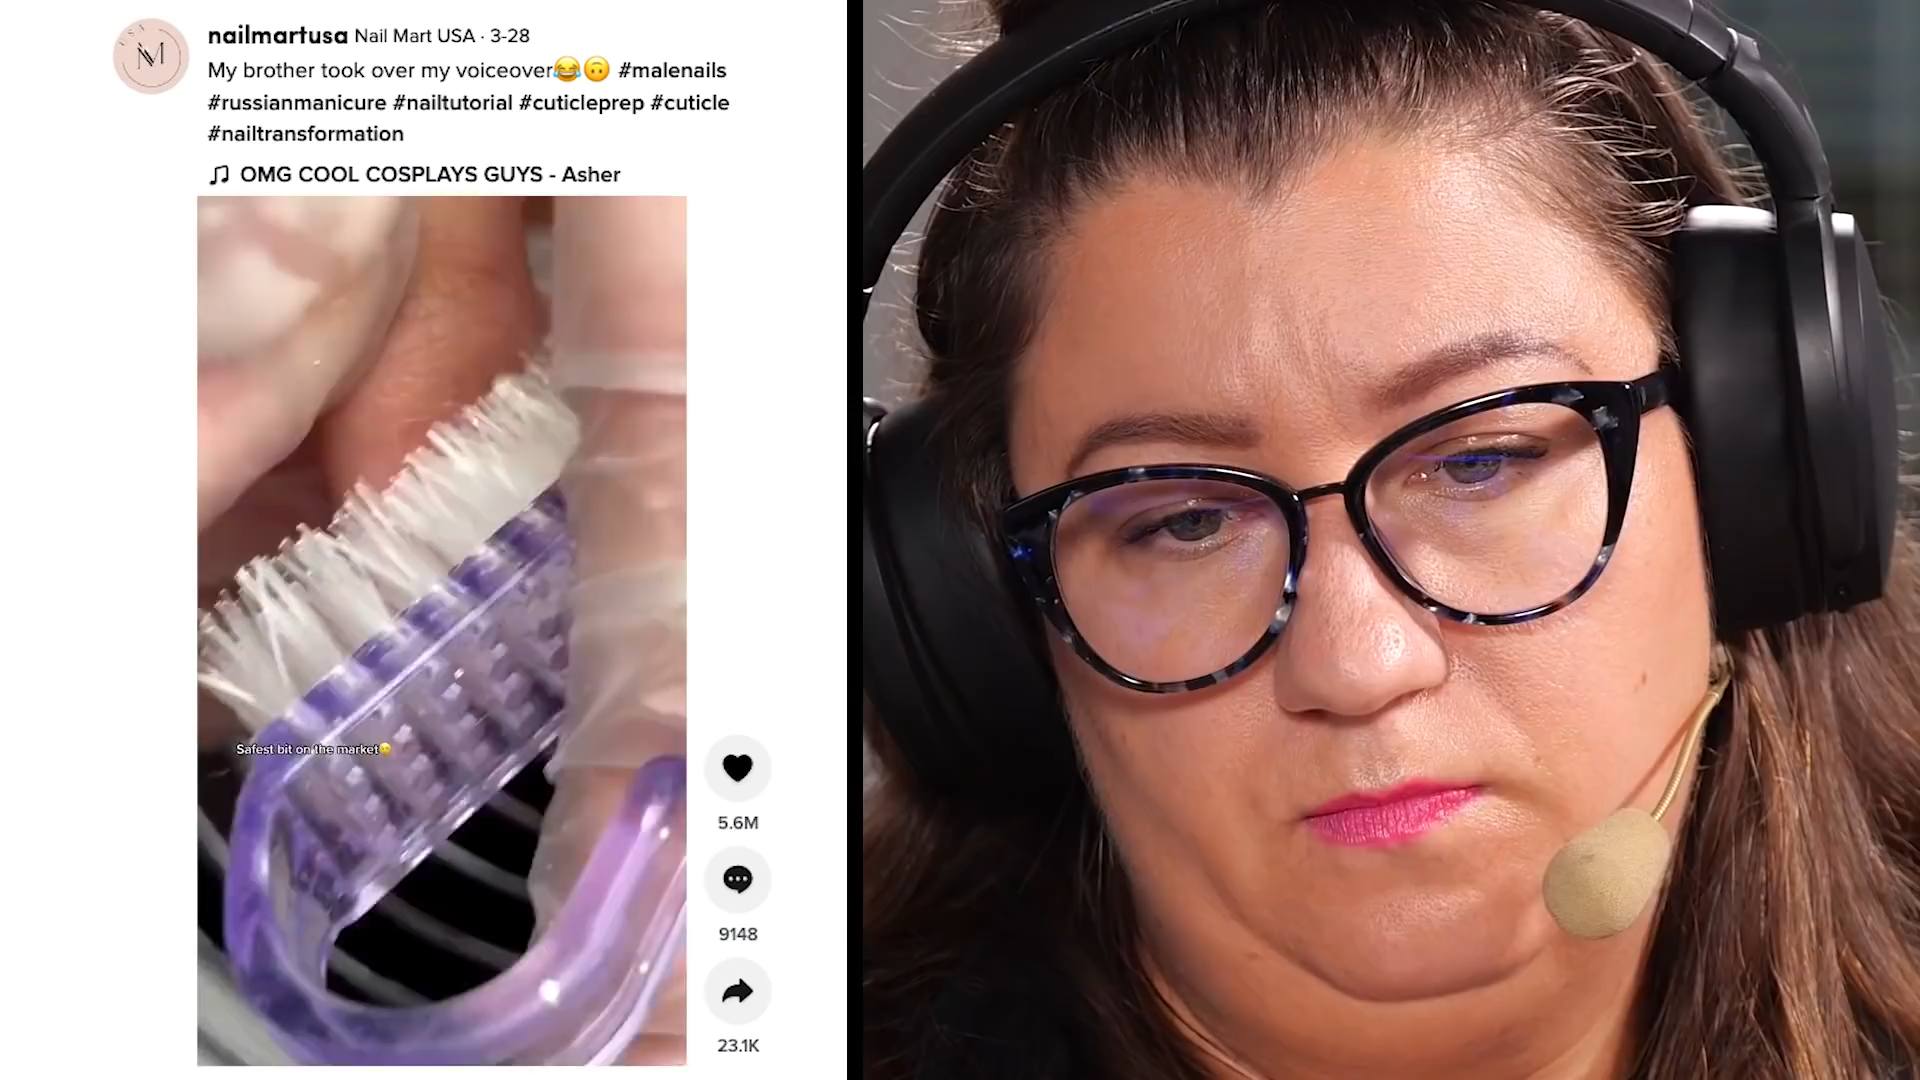 USA
M
nailmartusa Nail Mart USA · 3-28
My brother took over my voiceover😂🙃 #malenails
#russianmanicure #nailtutorial #cuticleprep #cuticle
#nailtransformation
OMG COOL COSPLAYS GUYS - Asher
Safest bit on the market
5.6M
9148
23.1K